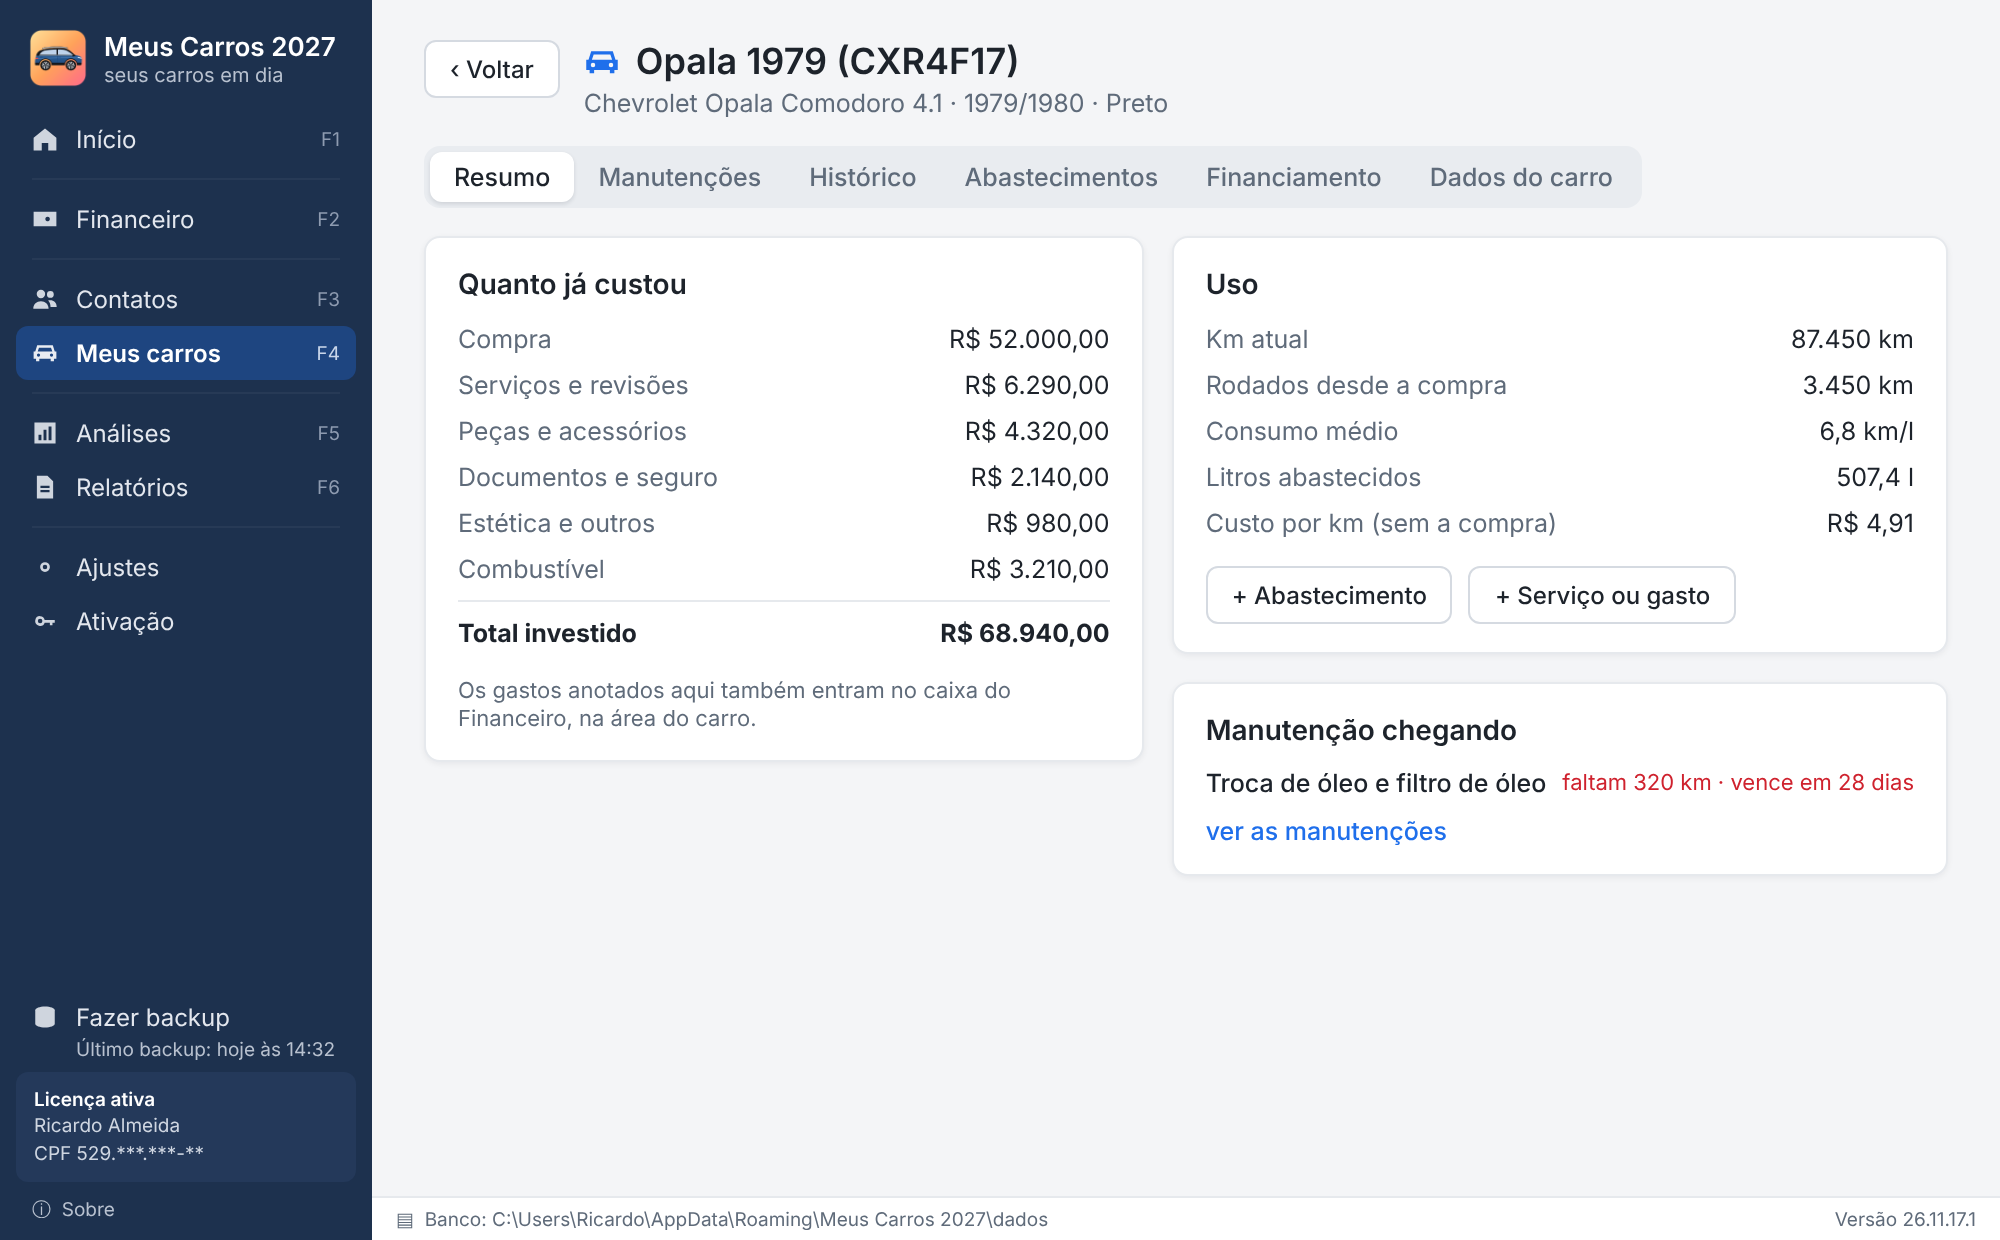 Meus Carros 2027
seus carros em dia
Início F1
Financeiro F2
Contatos F3
Meus carros F4
Análises F5
Relatórios F6
Ajustes
Ativação
Fazer backup
Último backup: hoje às 14:32
Licença ativa
Ricardo Almeida
CPF 529.***.***-**
Sobre
‹ Voltar
Opala 1979 (CXR4F17)
Chevrolet Opala Comodoro 4.1 · 1979/1980 · Preto
Resumo Manutenções Histórico Abastecimentos Financiamento Dados do carro
Quanto já custou
Compra R$ 52.000,00
Serviços e revisões R$ 6.290,00
Peças e acessórios R$ 4.320,00
Documentos e seguro R$ 2.140,00
Estética e outros R$ 980,00
Combustível R$ 3.210,00
Total investido R$ 68.940,00
Os gastos anotados aqui também entram no caixa do
Financeiro, na área do carro.
Uso
Km atual 87.450 km
Rodados desde a compra 3.450 km
Consumo médio 6,8 km/l
Litros abastecidos 507,4 l
Custo por km (sem a compra) R$ 4,91
+ Abastecimento + Serviço ou gasto
Manutenção chegando
Troca de óleo e filtro de óleo faltam 320 km · vence em 28 dias
ver as manutenções
Banco: C:\Users\Ricardo\AppData\Roaming\Meus Carros 2027\dados
Versão 26.11.17.1